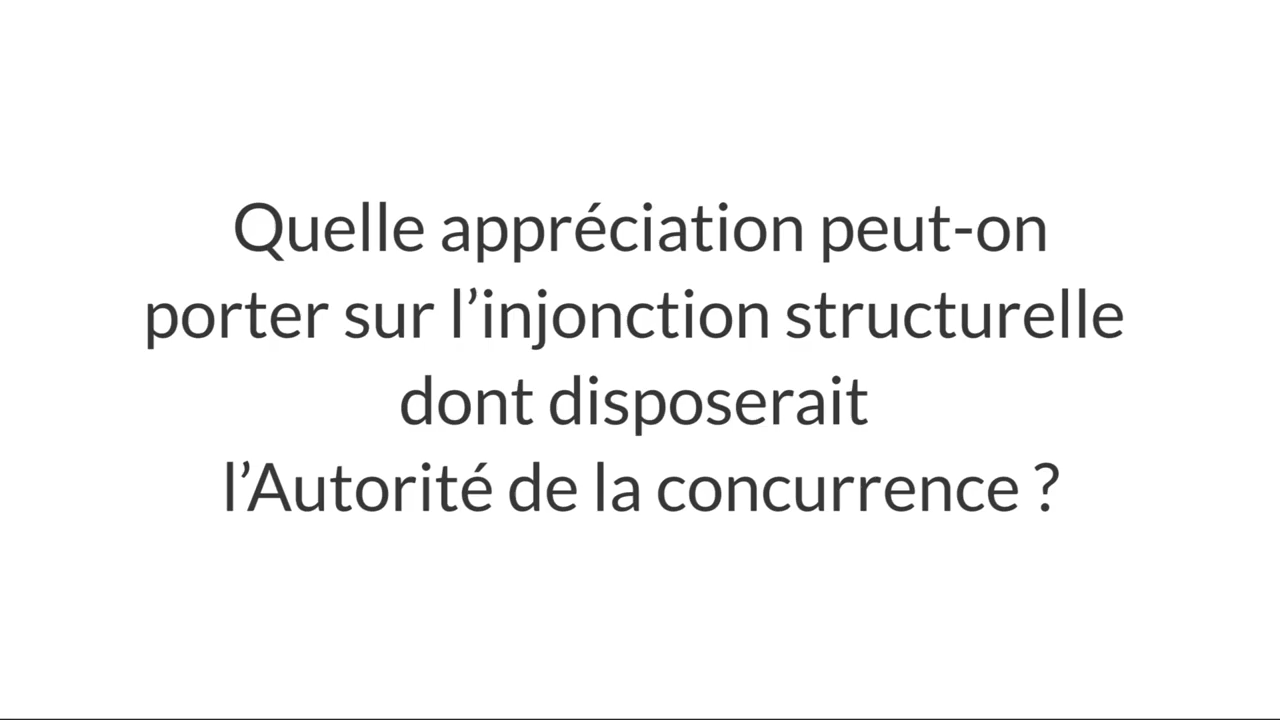 Quelle appréciation peut-on
porter sur l’injonction structurelle
dont disposerait
l’Autorité de la concurrence ?